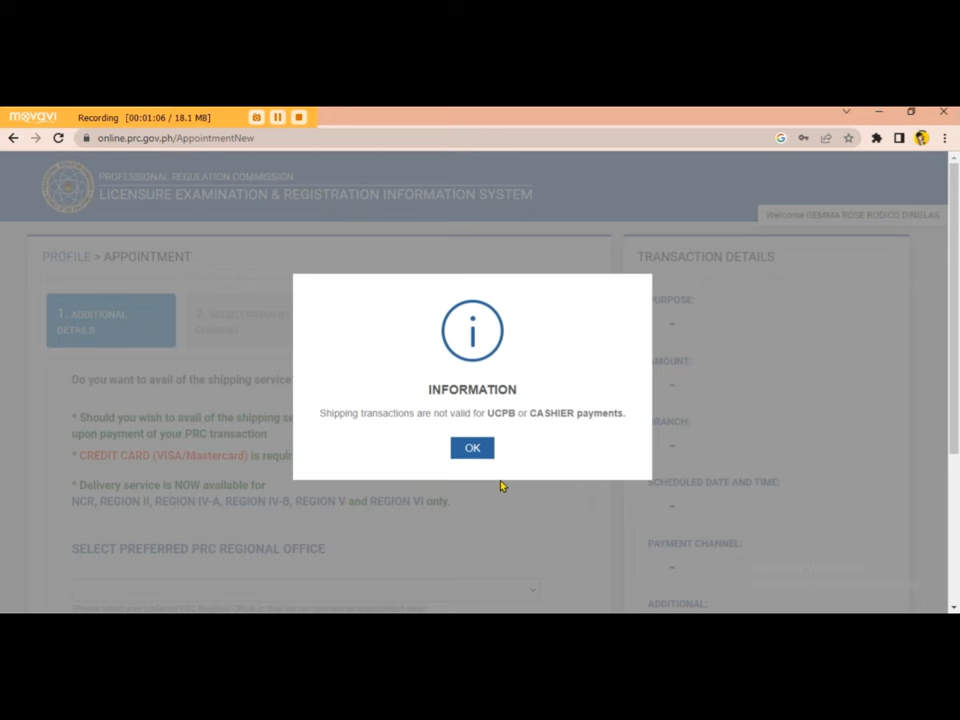 movavi
Recording [00:01:06 / 18.1 MB]
online.prc.gov.ph/AppointmentNew
PROFESSIONAL REGULATION COMMISSION
LICENSURE EXAMINATION & REGISTRATION INFORMATION SYSTEM
Welcome GEMMA ROSE RODICO DINGLAS
PROFILE > APPOINTMENT
TRANSACTION DETAILS
1. ADDITIONAL DETAILS
2. SELECT PAYMENT CHANNEL
Do you want to avail of the shipping service
* Should you wish to avail of the shipping se
upon payment of your PRC transaction
* CREDIT CARD (VISA/Mastercard) is requir
* Delivery service is NOW available for
NCR, REGION II, REGION IV-A, REGION IV-B, REGION V and REGION VI only.
SELECT PREFERRED PRC REGIONAL OFFICE
i
INFORMATION
Shipping transactions are not valid for UCPB or CASHIER payments.
OK
PURPOSE:
-
AMOUNT:
-
BRANCH:
-
SCHEDULED DATE AND TIME:
-
PAYMENT CHANNEL:
-
ADDITIONAL: